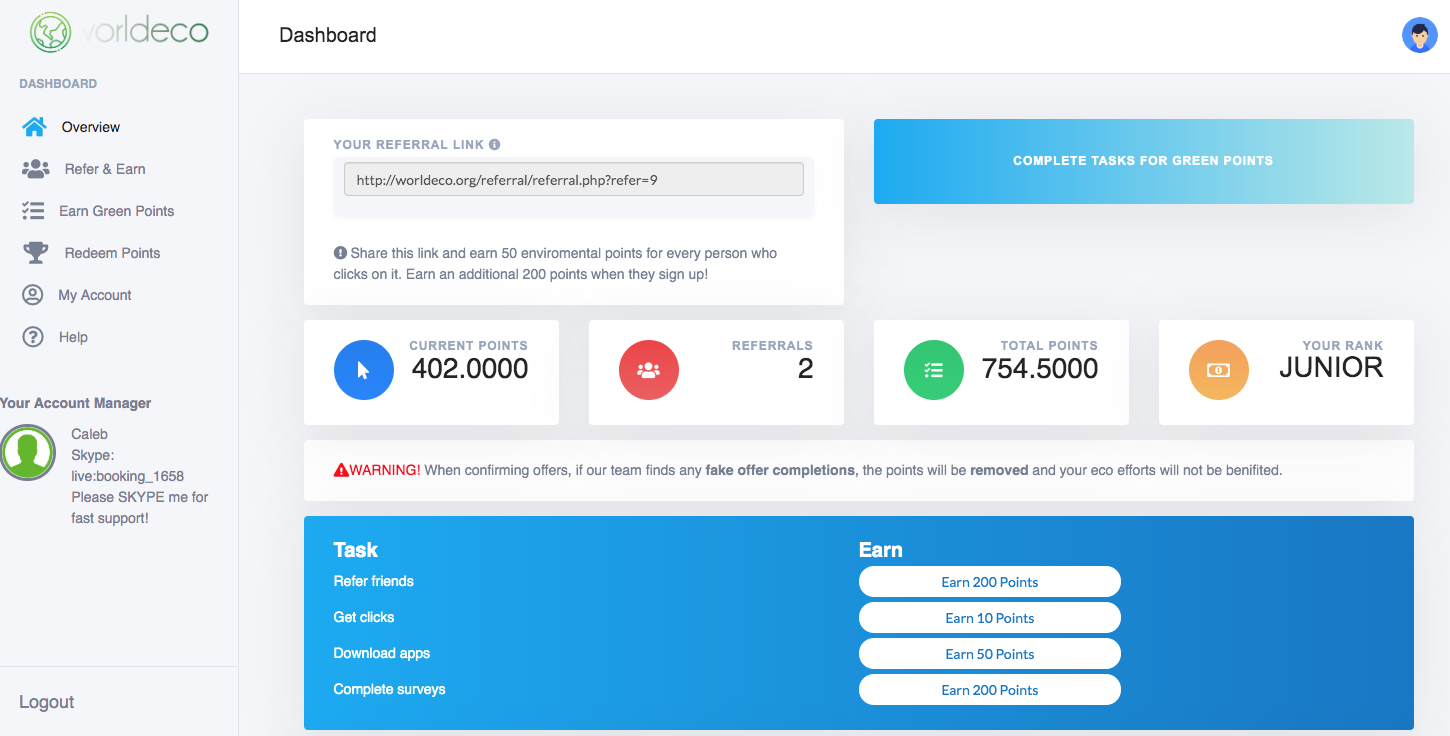 worldeco
Dashboard
DASHBOARD
Overview
Refer & Earn
Earn Green Points
Redeem Points
My Account
Help
Your Account Manager
Caleb
Skype:
live:booking_1658
Please SKYPE me for
fast support!
Logout
YOUR REFERRAL LINK
http://worldeco.org/referral/referral.php?refer=9
Share this link and earn 50 enviromental points for every person who
clicks on it. Earn an additional 200 points when they sign up!
COMPLETE TASKS FOR GREEN POINTS
CURRENT POINTS
402.0000
REFERRALS
2
TOTAL POINTS
754.5000
YOUR RANK
JUNIOR
WARNING! When confirming offers, if our team finds any fake offer completions, the points will be removed and your eco efforts will not be benifited.
Task Earn
Refer friends Earn 200 Points
Get clicks Earn 10 Points
Download apps Earn 50 Points
Complete surveys Earn 200 Points